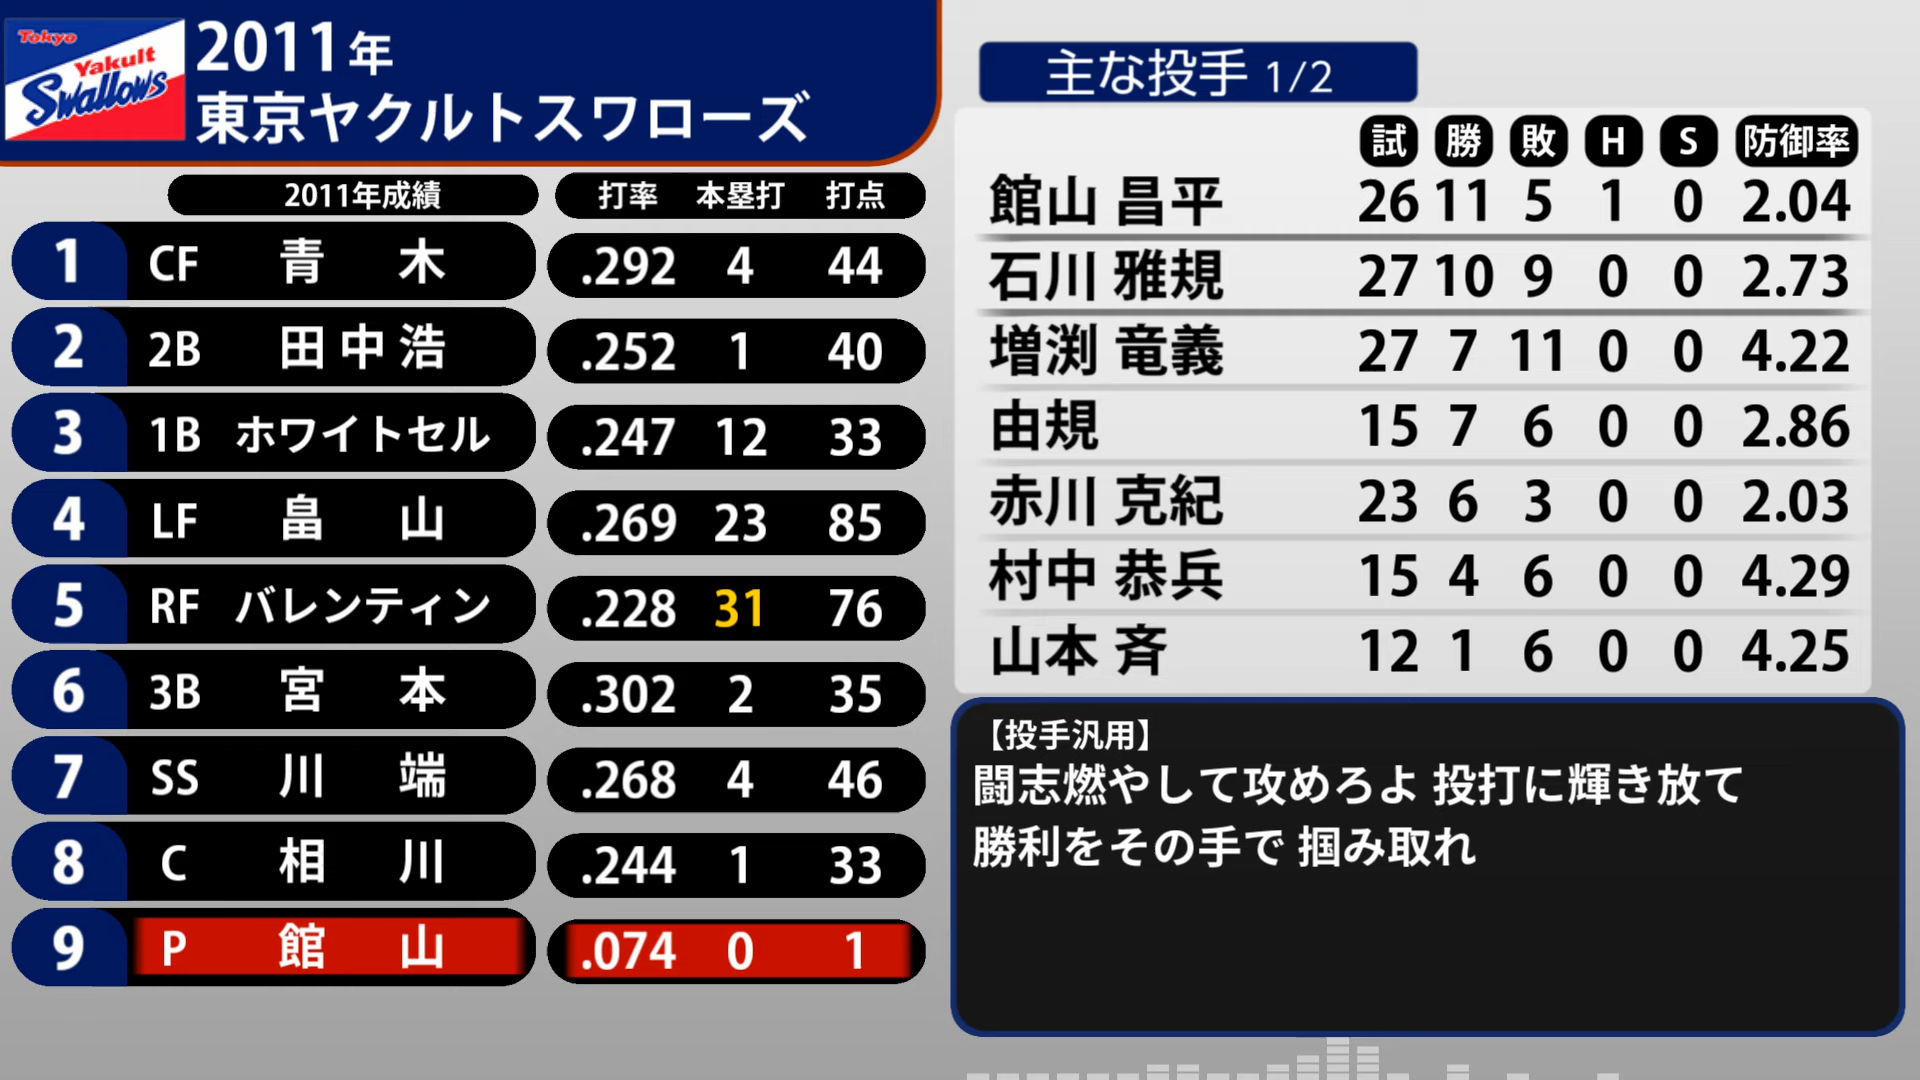 Tokyo
Yakult
Swallows
2011年
東京ヤクルトスワローズ
2011年成績 打率 本塁打 打点
1 CF 青木 .292 4 44
2 2B 田中浩 .252 1 40
3 1B ホワイトセル .247 12 33
4 LF 畠山 .269 23 85
5 RF バレンティン .228 31 76
6 3B 宮本 .302 2 35
7 SS 川端 .268 4 46
8 C 相川 .244 1 33
9 P 館山 .074 0 1
主な投手 1/2
試 勝 敗 H S 防御率
館山 昌平 26 11 5 1 0 2.04
石川 雅規 27 10 9 0 0 2.73
増渕 竜義 27 7 11 0 0 4.22
由規 15 7 6 0 0 2.86
赤川 克紀 23 6 3 0 0 2.03
村中 恭兵 15 4 6 0 0 4.29
山本 斉 12 1 6 0 0 4.25
【投手汎用】
闘志燃やして攻めろよ 投打に輝き放て
勝利をその手で 掴み取れ